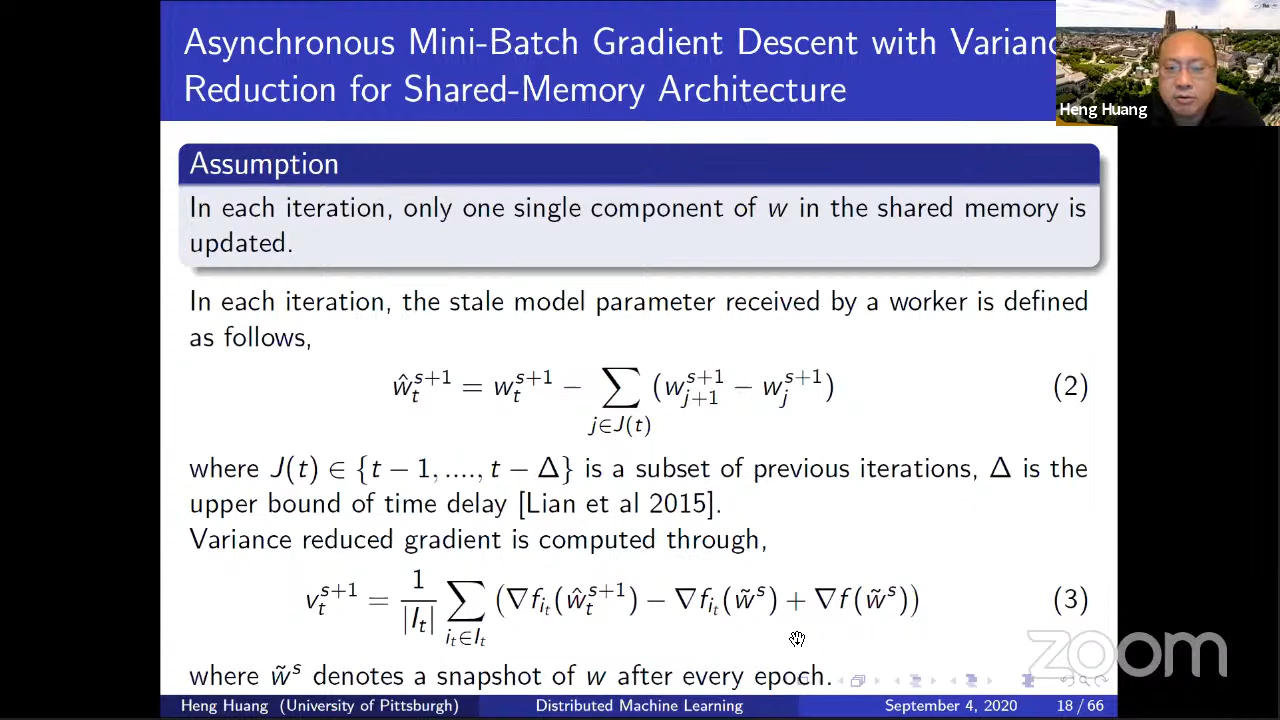 Asynchronous Mini-Batch Gradient Descent with Varianc
Reduction for Shared-Memory Architecture
Heng Huang
Assumption
In each iteration, only one single component of w in the shared memory is
updated.
In each iteration, the stale model parameter received by a worker is defined
as follows,
ŵ_t^{s+1} = w_t^{s+1} − ∑_{j∈J(t)} (w_{j+1}^{s+1} − w_j^{s+1}) (2)
where J(t) ∈ {t − 1, ...., t − Δ} is a subset of previous iterations, Δ is the
upper bound of time delay [Lian et al 2015].
Variance reduced gradient is computed through,
v_t^{s+1} = 1/|I_t| ∑_{i_t∈I_t} (∇f_{i_t}(ŵ_t^{s+1}) − ∇f_{i_t}(w̃^s) + ∇f(w̃^s)) (3)
zoom
where w̃^s denotes a snapshot of w after every epoch.
Heng Huang (University of Pittsburgh) Distributed Machine Learning September 4, 2020 18 / 66